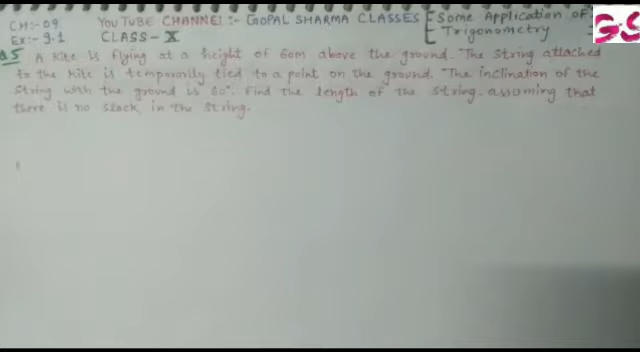 CH:- 09 YOUTUBE CHANNEL:- GOPAL SHARMA CLASSES [Some Application of
Ex:- 9.1 CLASS - X Trigonometry
GS
Q5 A Kite is flying at a height of 60m above the ground. The string attached
to the kite is temporarily tied to a point on the ground. The inclination of the
string with the ground is 60°. Find the length of the string. assuming that
there is no slack in the string.